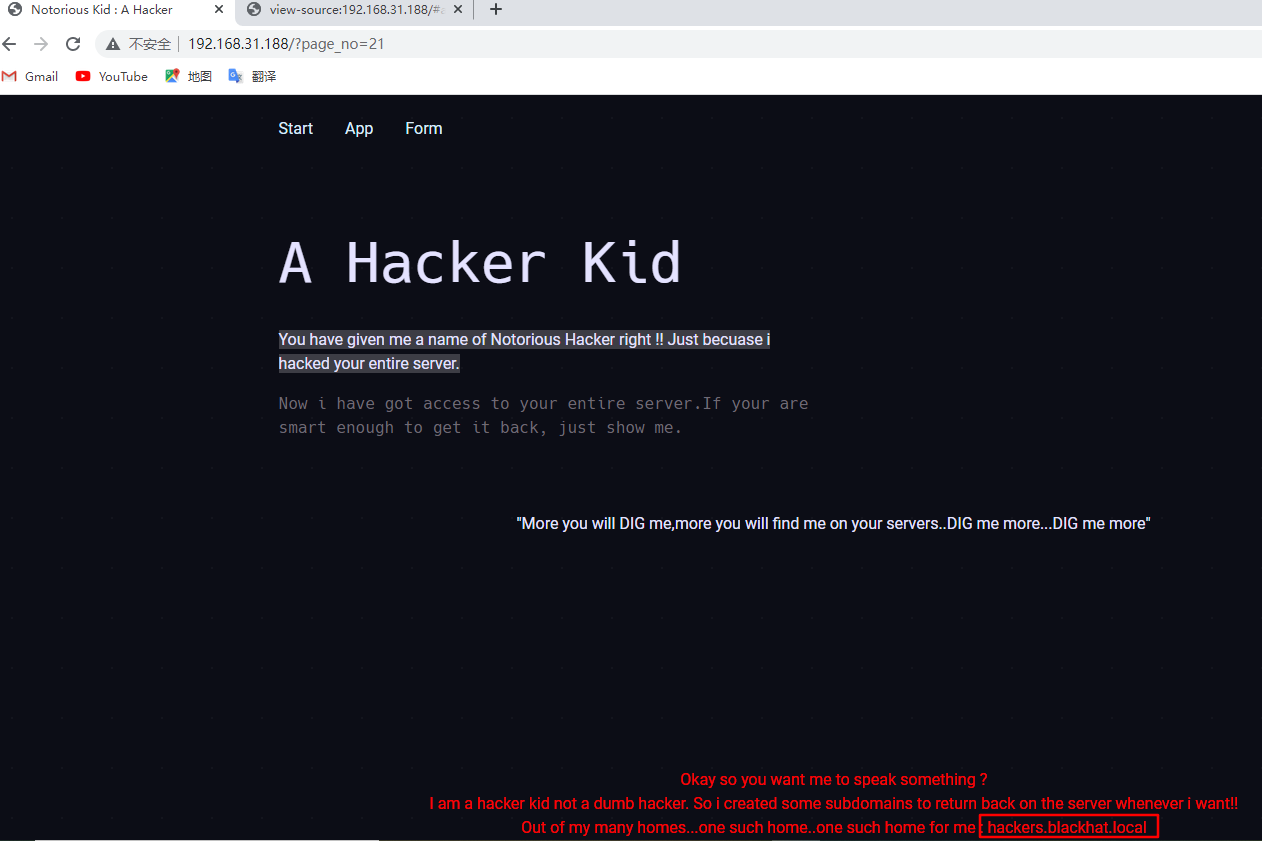 Notorious Kid : A Hacker
view-source:192.168.31.188/#
不安全 192.168.31.188/?page_no=21
Gmail YouTube 地图 翻译
Start App Form
A Hacker Kid
You have given me a name of Notorious Hacker right !! Just becuase i
hacked your entire server.
Now i have got access to your entire server.If your are
smart enough to get it back, just show me.
"More you will DIG me,more you will find me on your servers..DIG me more...DIG me more"
Okay so you want me to speak something ?
I am a hacker kid not a dumb hacker. So i created some subdomains to return back on the server whenever i want!!
Out of my many homes...one such home..one such home for me : hackers.blackhat.local